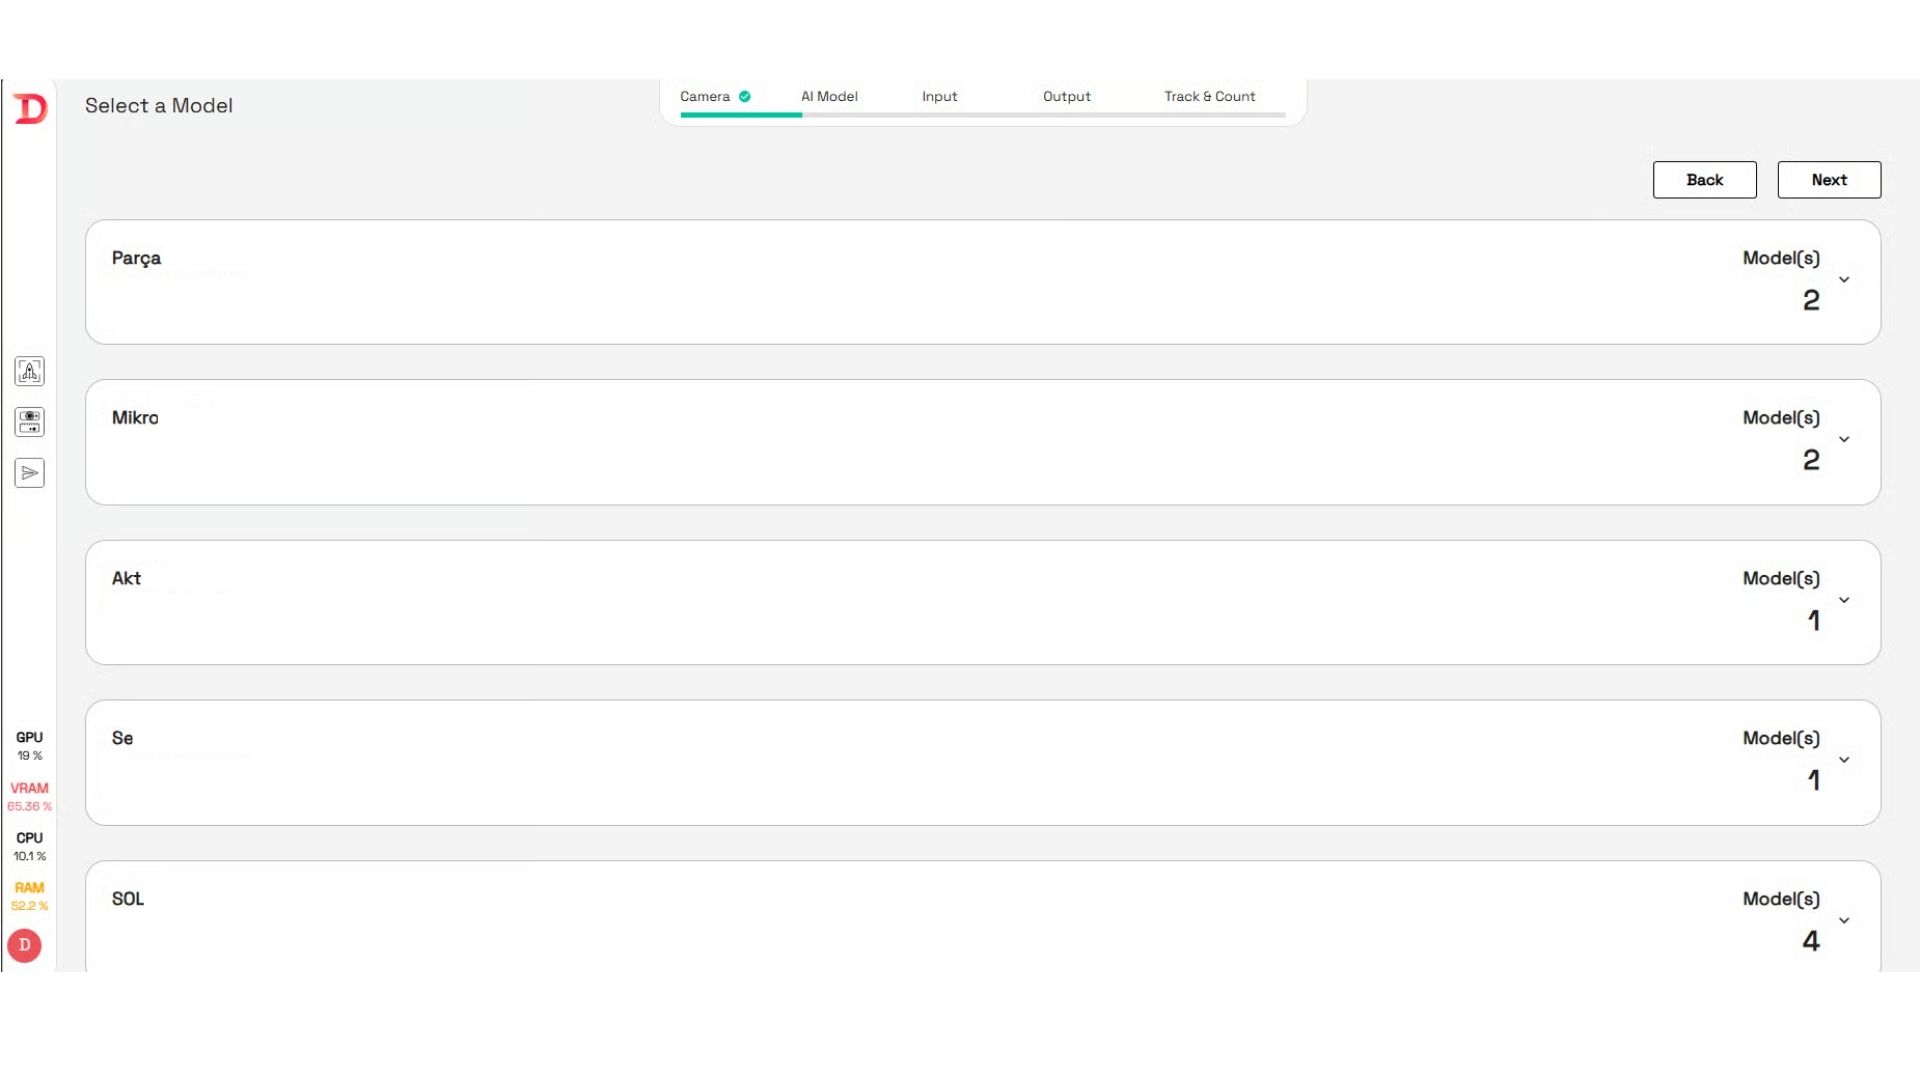 D
Select a Model
Camera AI Model Input Output Track & Count
Back Next
Parça Model(s)
2
Mikro Model(s)
2
Akt Model(s)
1
Se Model(s)
1
SOL Model(s)
4
GPU
19 %
VRAM
65.36 %
CPU
10.1 %
RAM
52.2 %
D